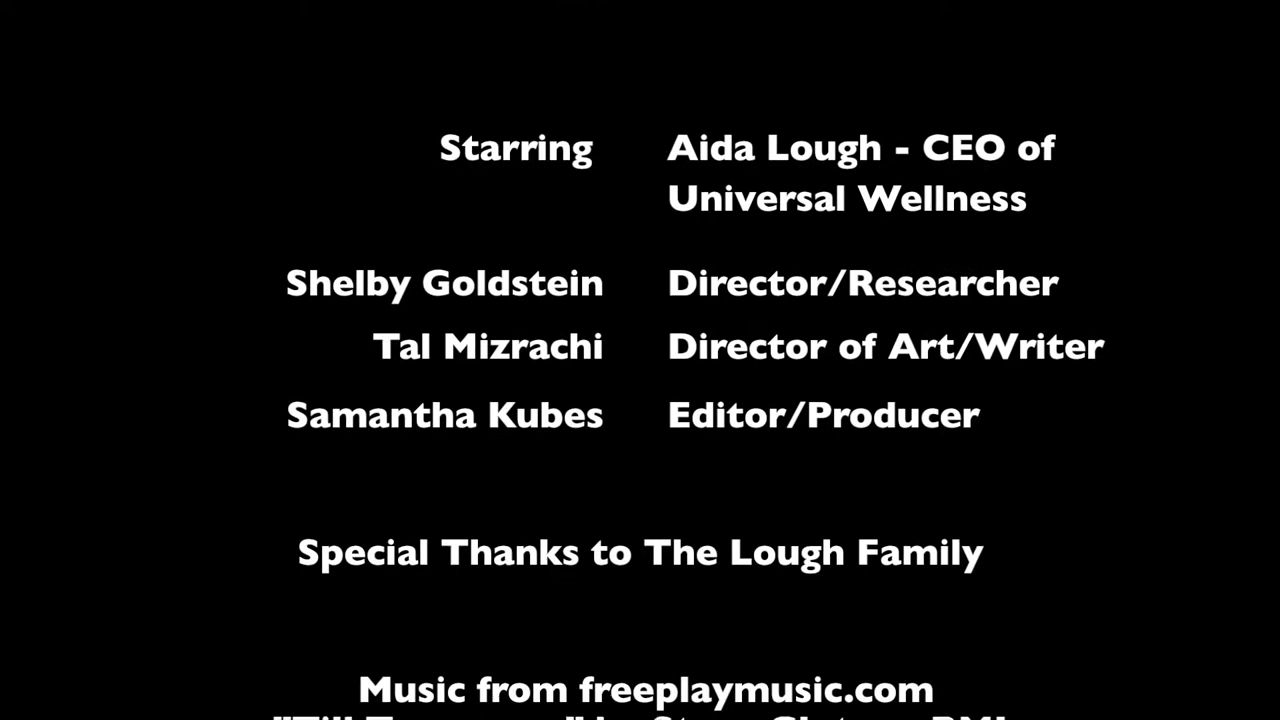 Starring Aida Lough - CEO of
Universal Wellness
Shelby Goldstein Director/Researcher
Tal Mizrachi Director of Art/Writer
Samantha Kubes Editor/Producer
Special Thanks to The Lough Family
Music from freeplaymusic.com